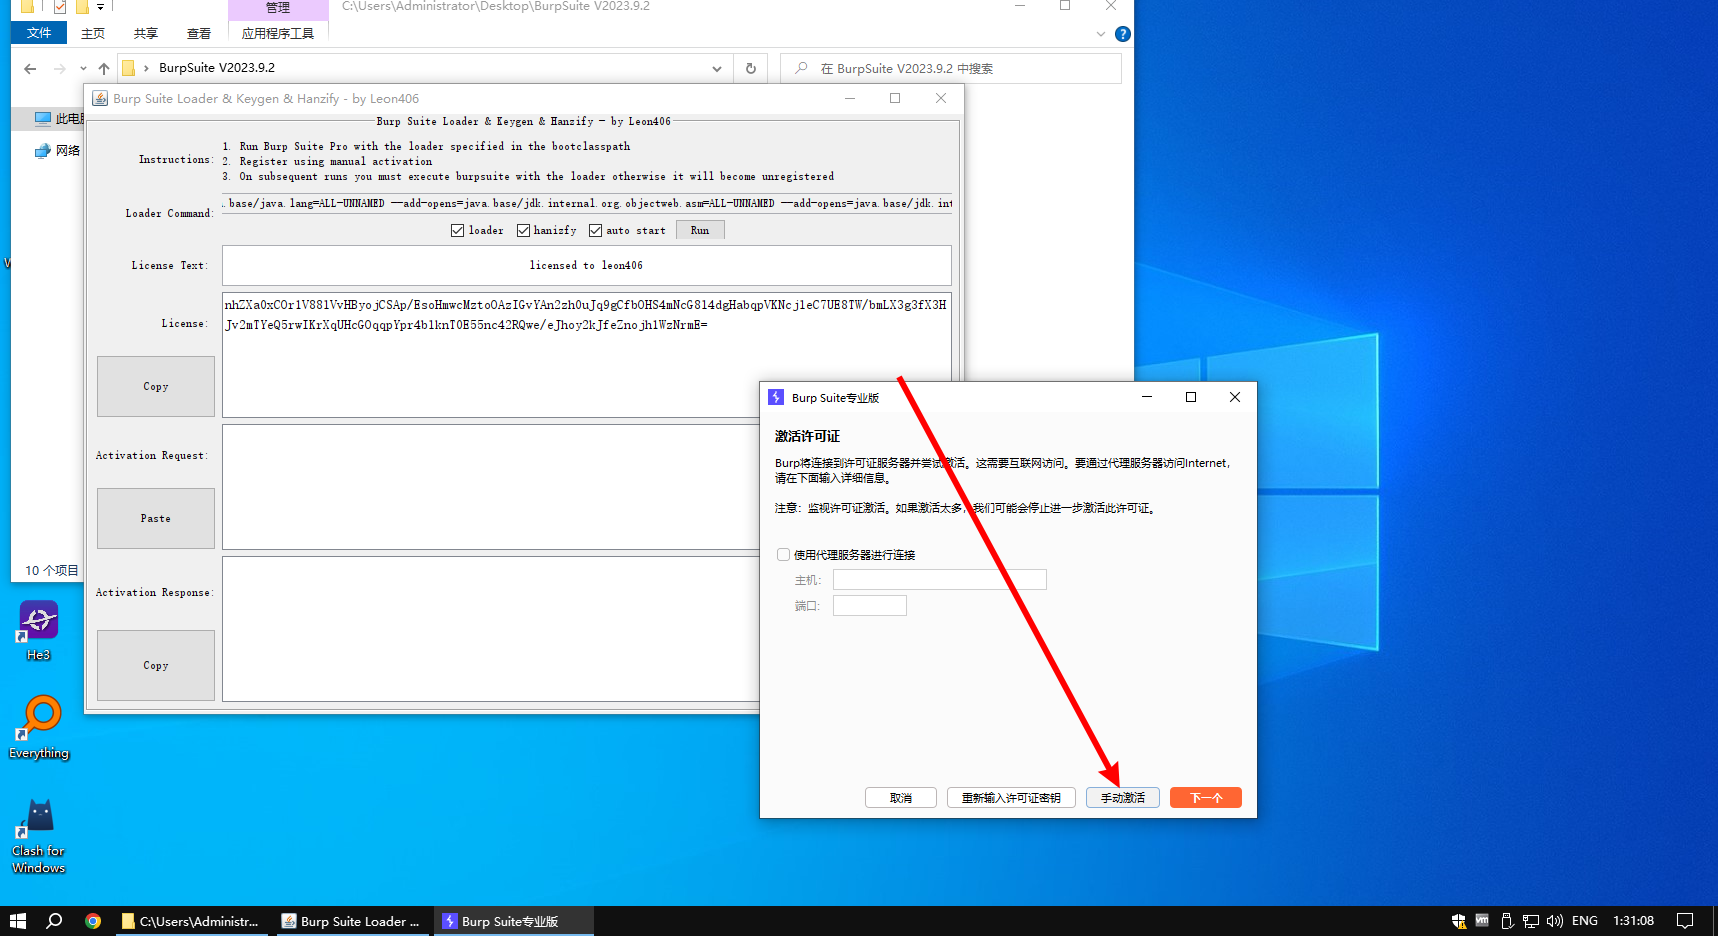 管理
C:\Users\Administrator\Desktop\BurpSuite V2023.9.2
文件
主页
共享
查看
应用程序工具
BurpSuite V2023.9.2
在 BurpSuite V2023.9.2 中搜索
此电脑
网络
10 个项目
Burp Suite Loader & Keygen & Hanzify - by Leon406
Burp Suite Loader & Keygen & Hanzify - by Leon406
Instructions:
1. Run Burp Suite Pro with the loader specified in the bootclasspath
2. Register using manual activation
3. On subsequent runs you must execute burpsuite with the loader otherwise it will become unregistered
Loader Command:
.base/java.lang=ALL-UNNAMED --add-opens=java.base/jdk.internal.org.objectweb.asm=ALL-UNNAMED --add-opens=java.base/jdk.int
loader
hanizfy
auto start
Run
License Text:
licensed to leon406
License:
Copy
Activation Request:
Paste
Activation Response:
Copy
Burp Suite专业版
激活许可证
Burp将连接到许可证服务器并尝试激活。这需要互联网访问。要通过代理服务器访问Internet，
请在下面输入详细信息。
注意：监视许可证激活。如果激活太多，我们可能会停止进一步激活此许可证。
使用代理服务器进行连接
主机：
端口：
取消
重新输入许可证密钥
手动激活
下一个
He3
Everything
Clash for
Windows
C:\Users\Administr...
Burp Suite Loader ...
Burp Suite专业版
vm
ENG
1:31:08